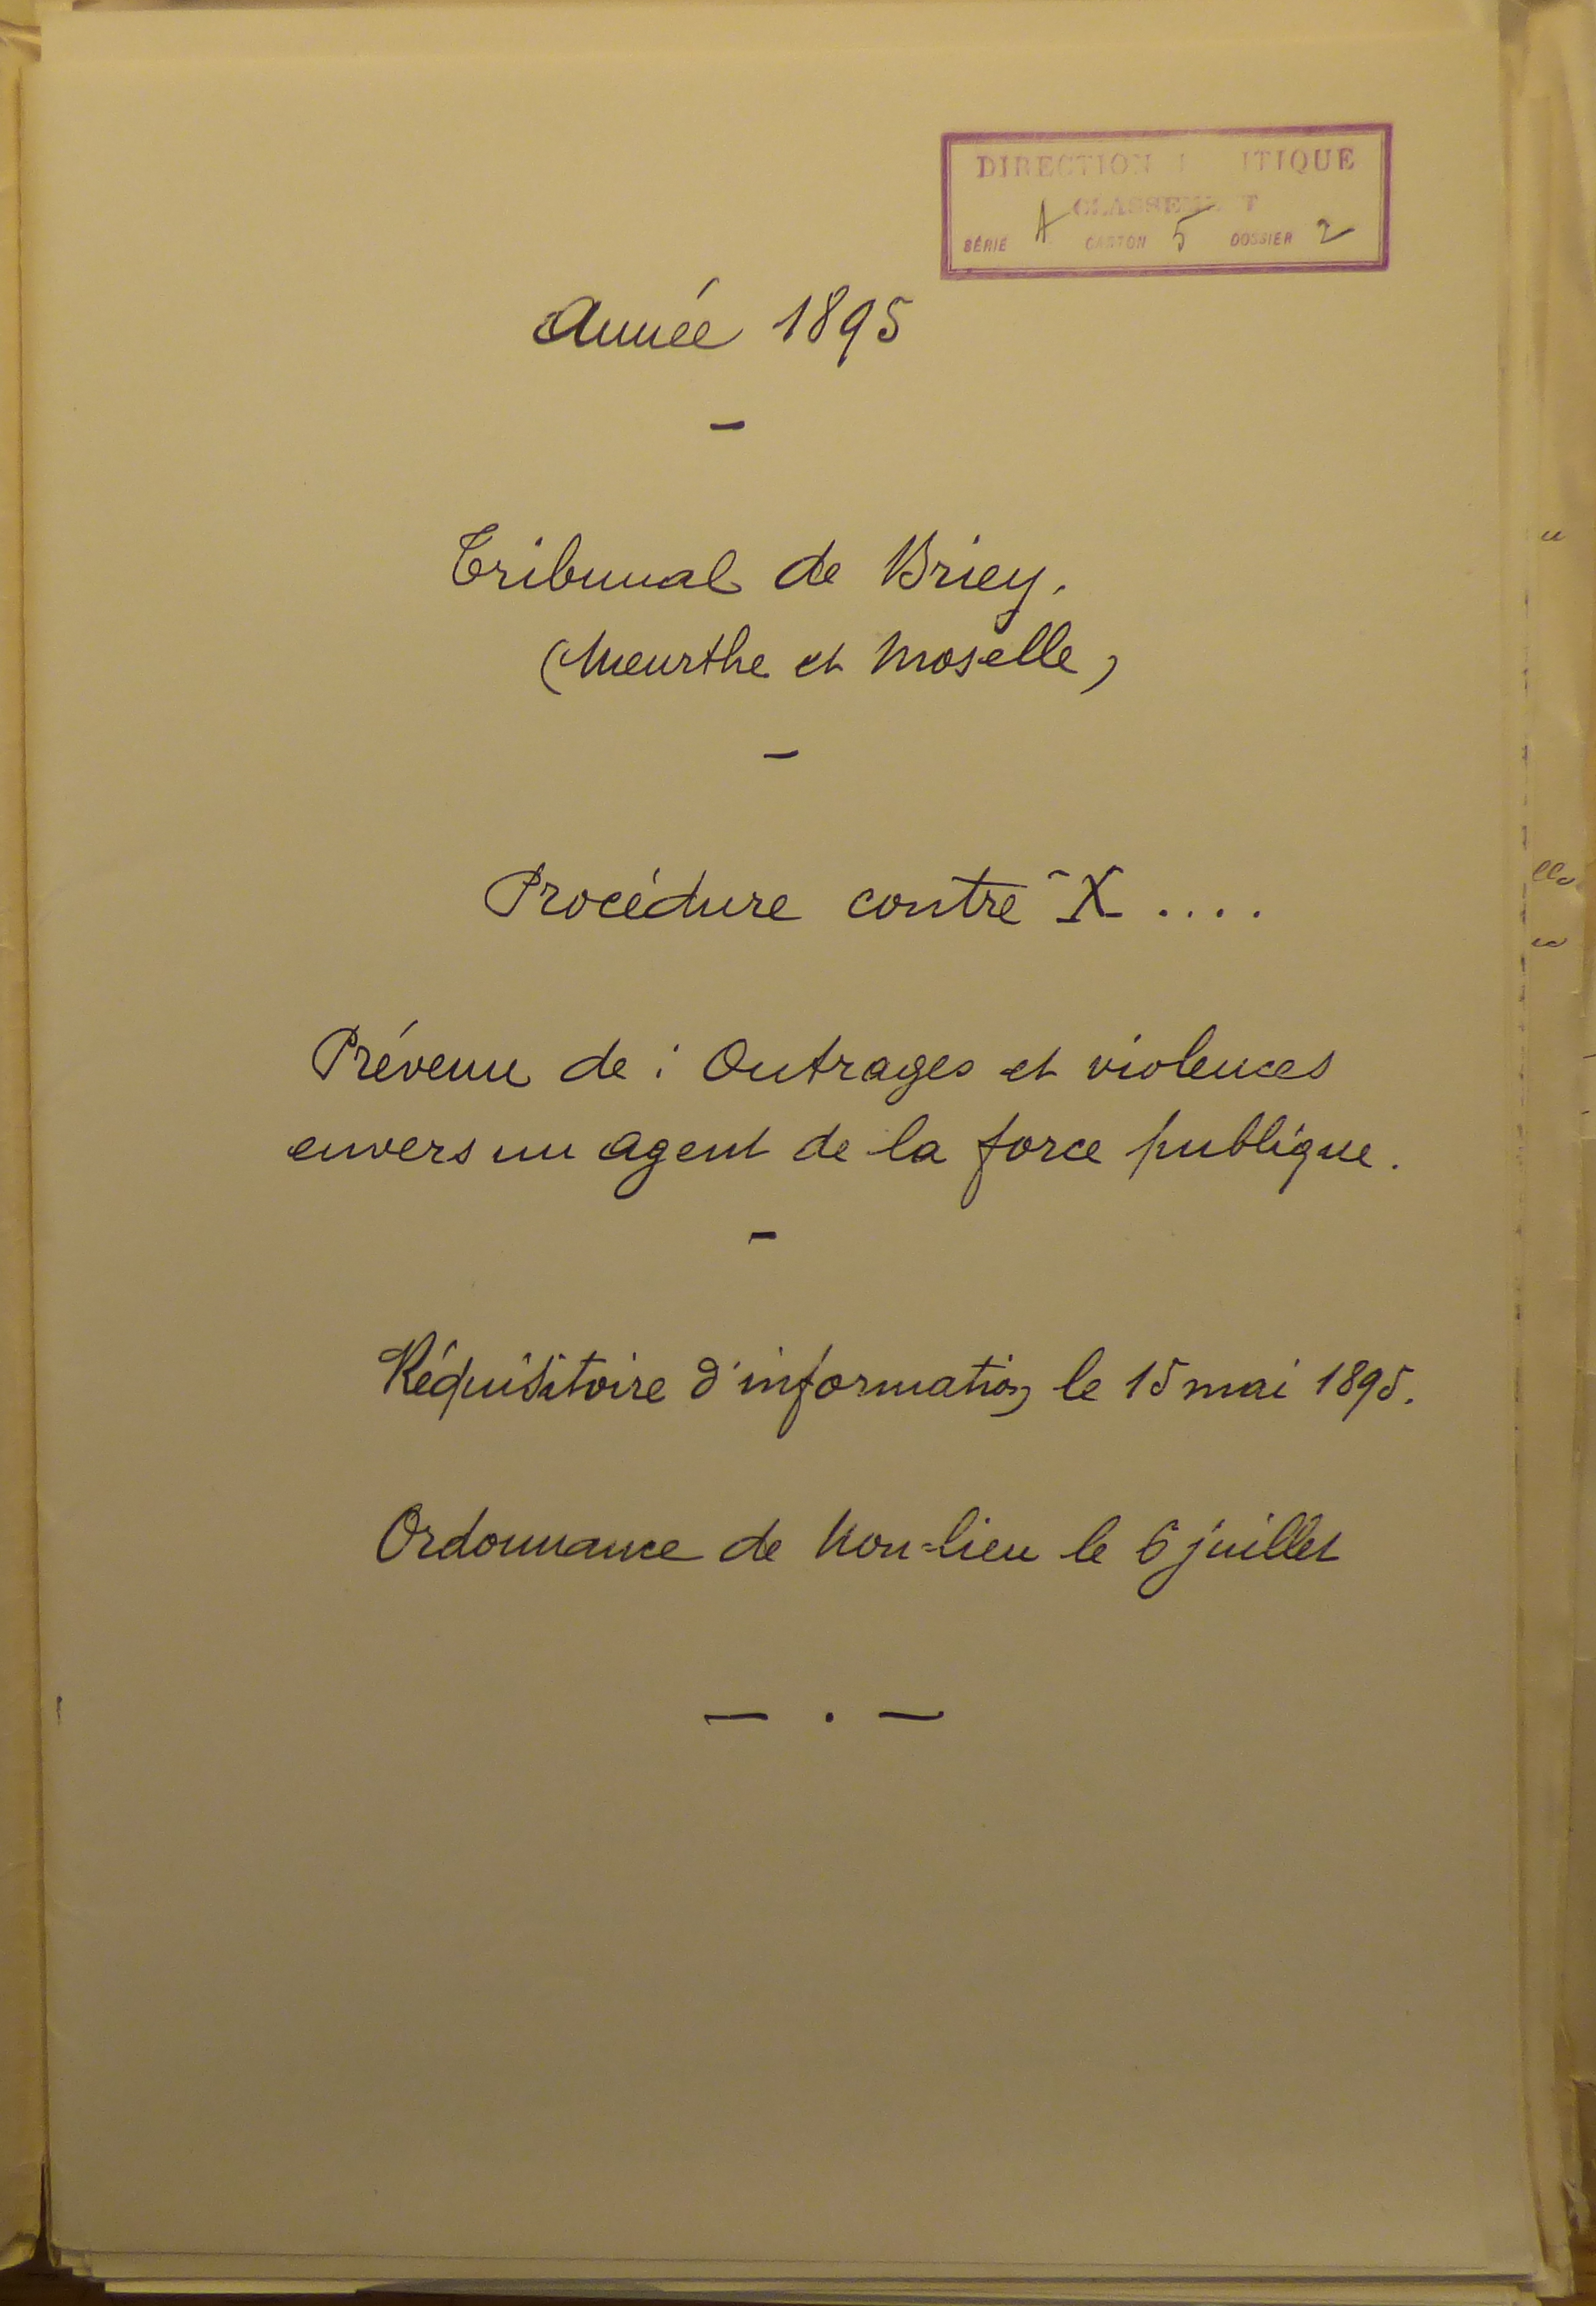 DIRECTION ITIQUE
CLASSEMENT
SÉRIE A CARTON 5 DOSSIER 2
Année 1895
—
Tribunal de Briey.
(Meurthe et Moselle)
—
Procédure contre X ....
Prévenu de : Outrages et violences
envers un agent de la force publique.
—
Réquisitoire d'information le 15 mai 1895.
Ordonnance de Non-lieu le 6 juillet
— . —